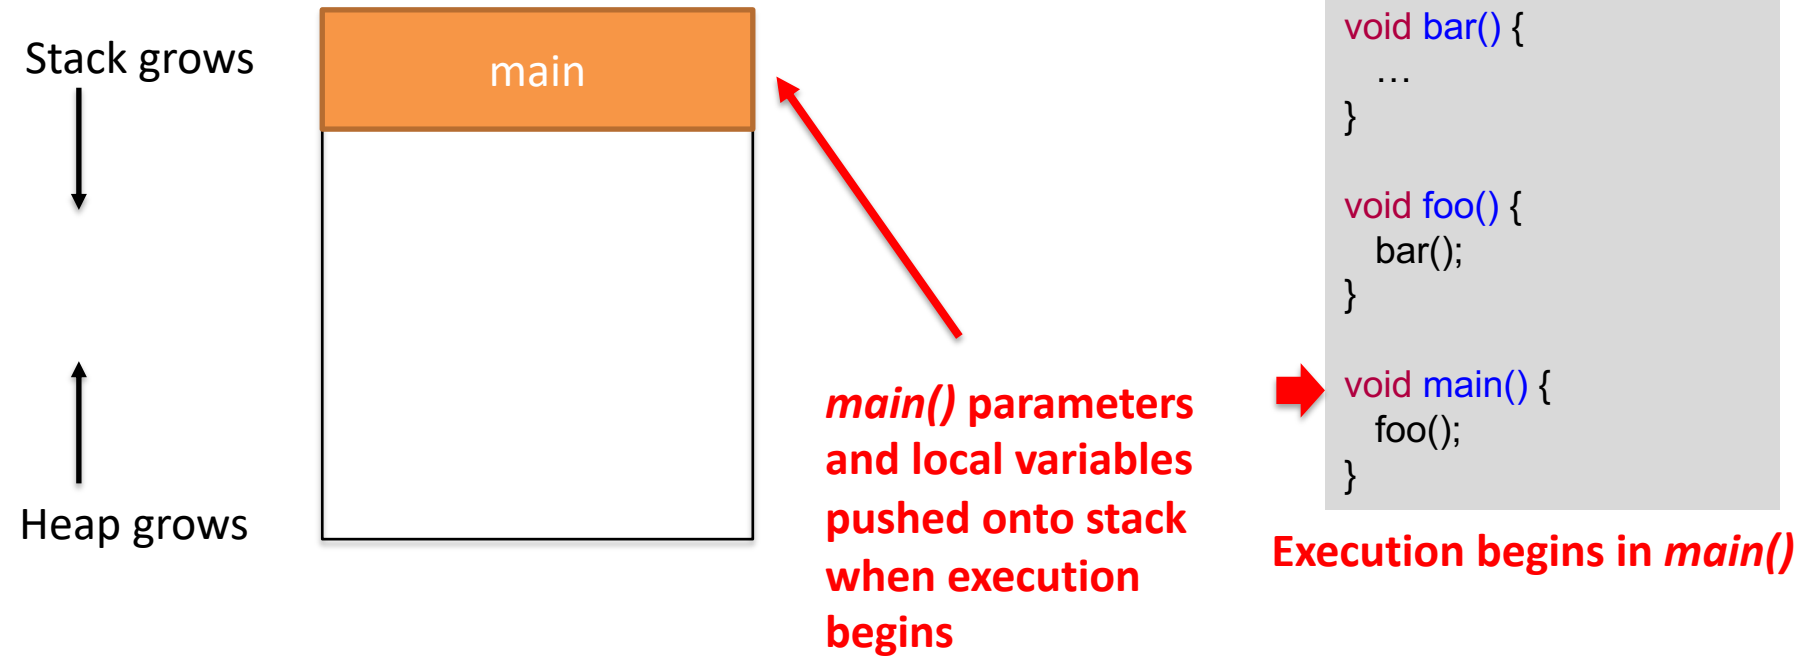 Stack grows
main
Heap grows
main() parameters
and local variables
pushed onto stack
when execution
begins
void bar() {
…
}
void foo() {
bar();
}
void main() {
foo();
}
Execution begins in main()